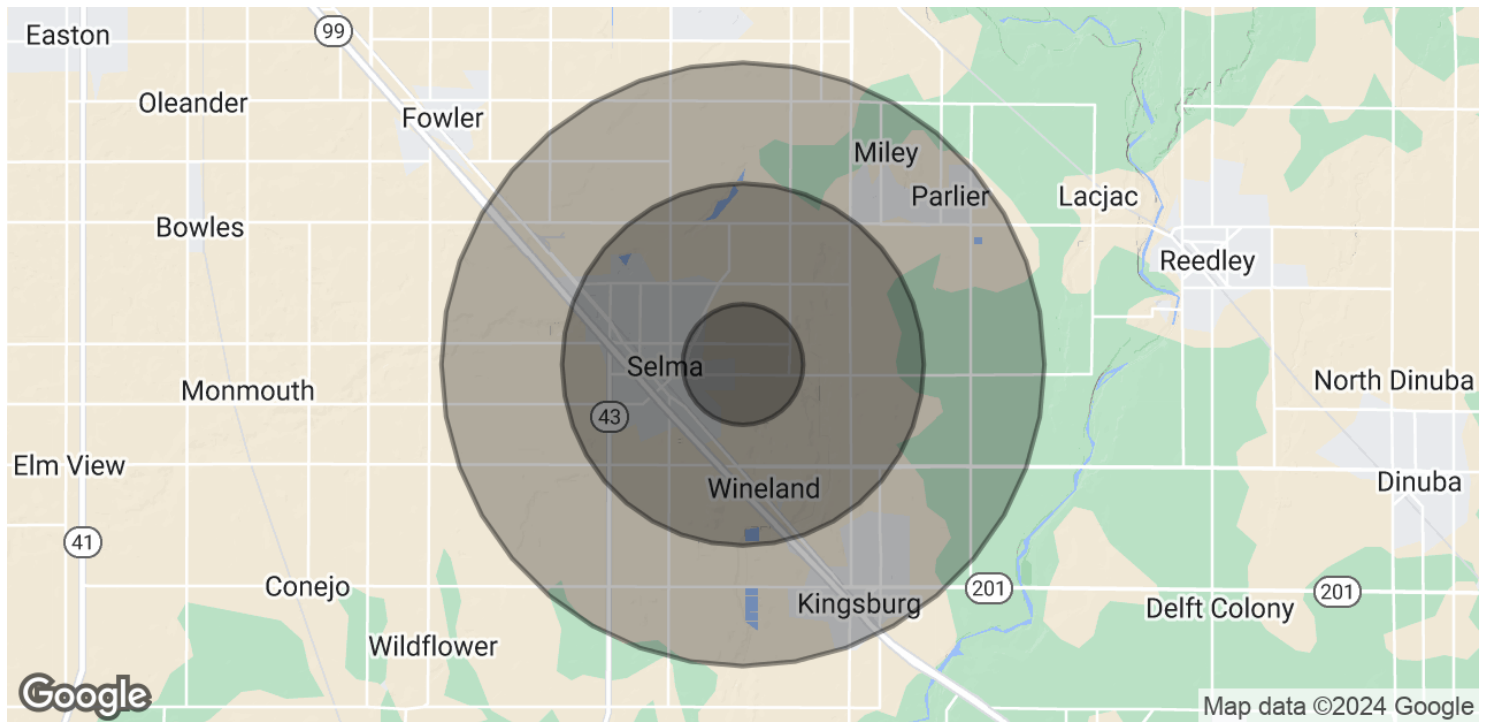 Easton
99
Oleander
Fowler
Miley
Parlier
Lacjac
Bowles
Reedley
Selma
North Dinuba
Monmouth
43
Elm View
Wineland
Dinuba
41
Conejo
Kingsburg
201
201
Delft Colony
Wildflower
Google
Map data ©2024 Google